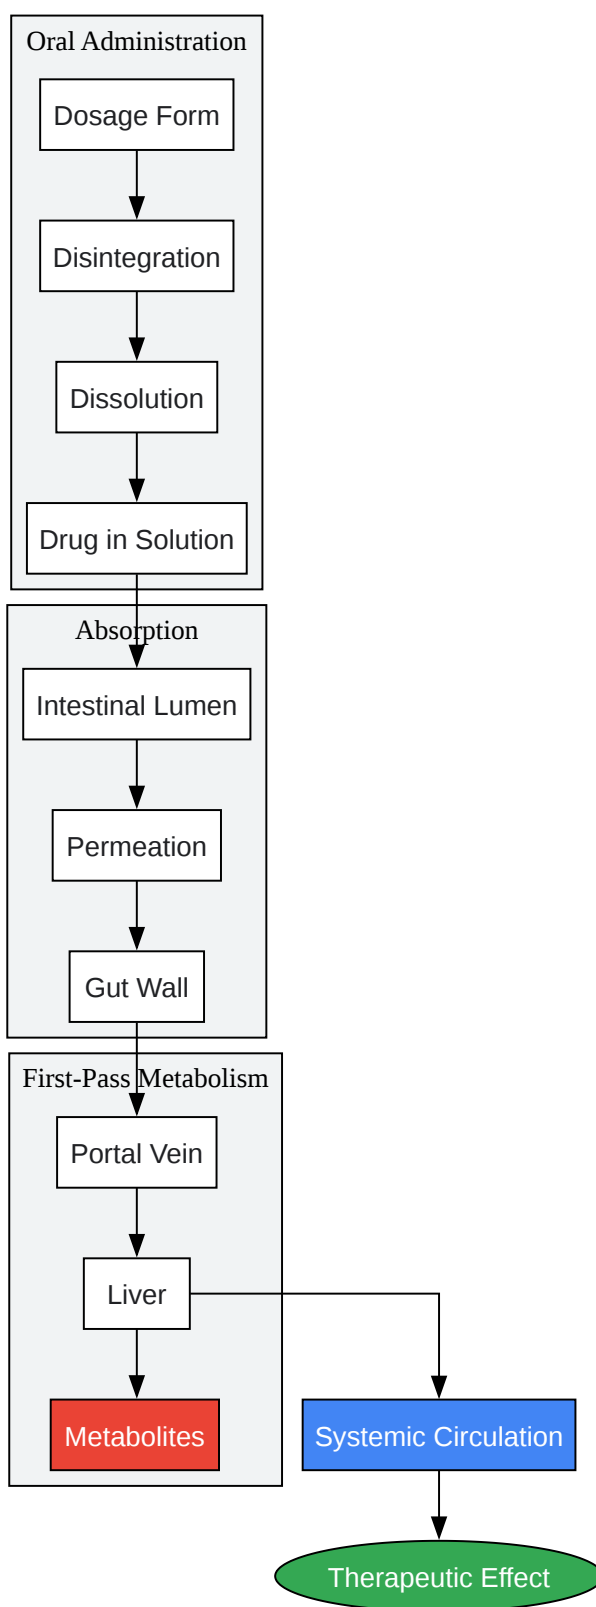 Oral Administration
Dosage Form
Disintegration
Dissolution
Drug in Solution
Absorption
Intestinal Lumen
Permeation
Gut Wall
First-Pass Metabolism
Portal Vein
Liver
Metabolites
Systemic Circulation
Therapeutic Effect